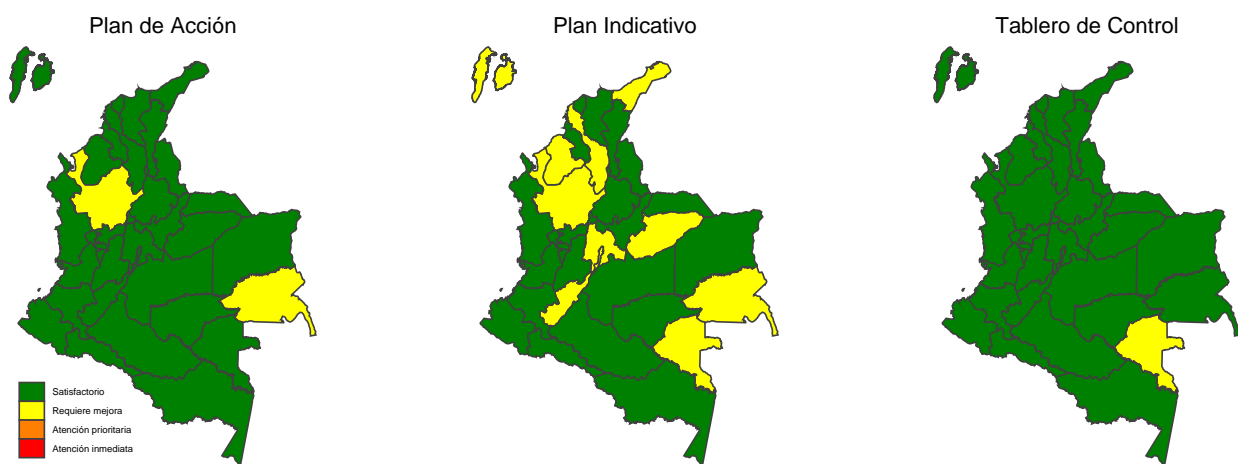 Plan de Acción
Plan Indicativo
Tablero de Control
Satisfactorio
Requiere mejora
Atención prioritaria
Atención inmediata